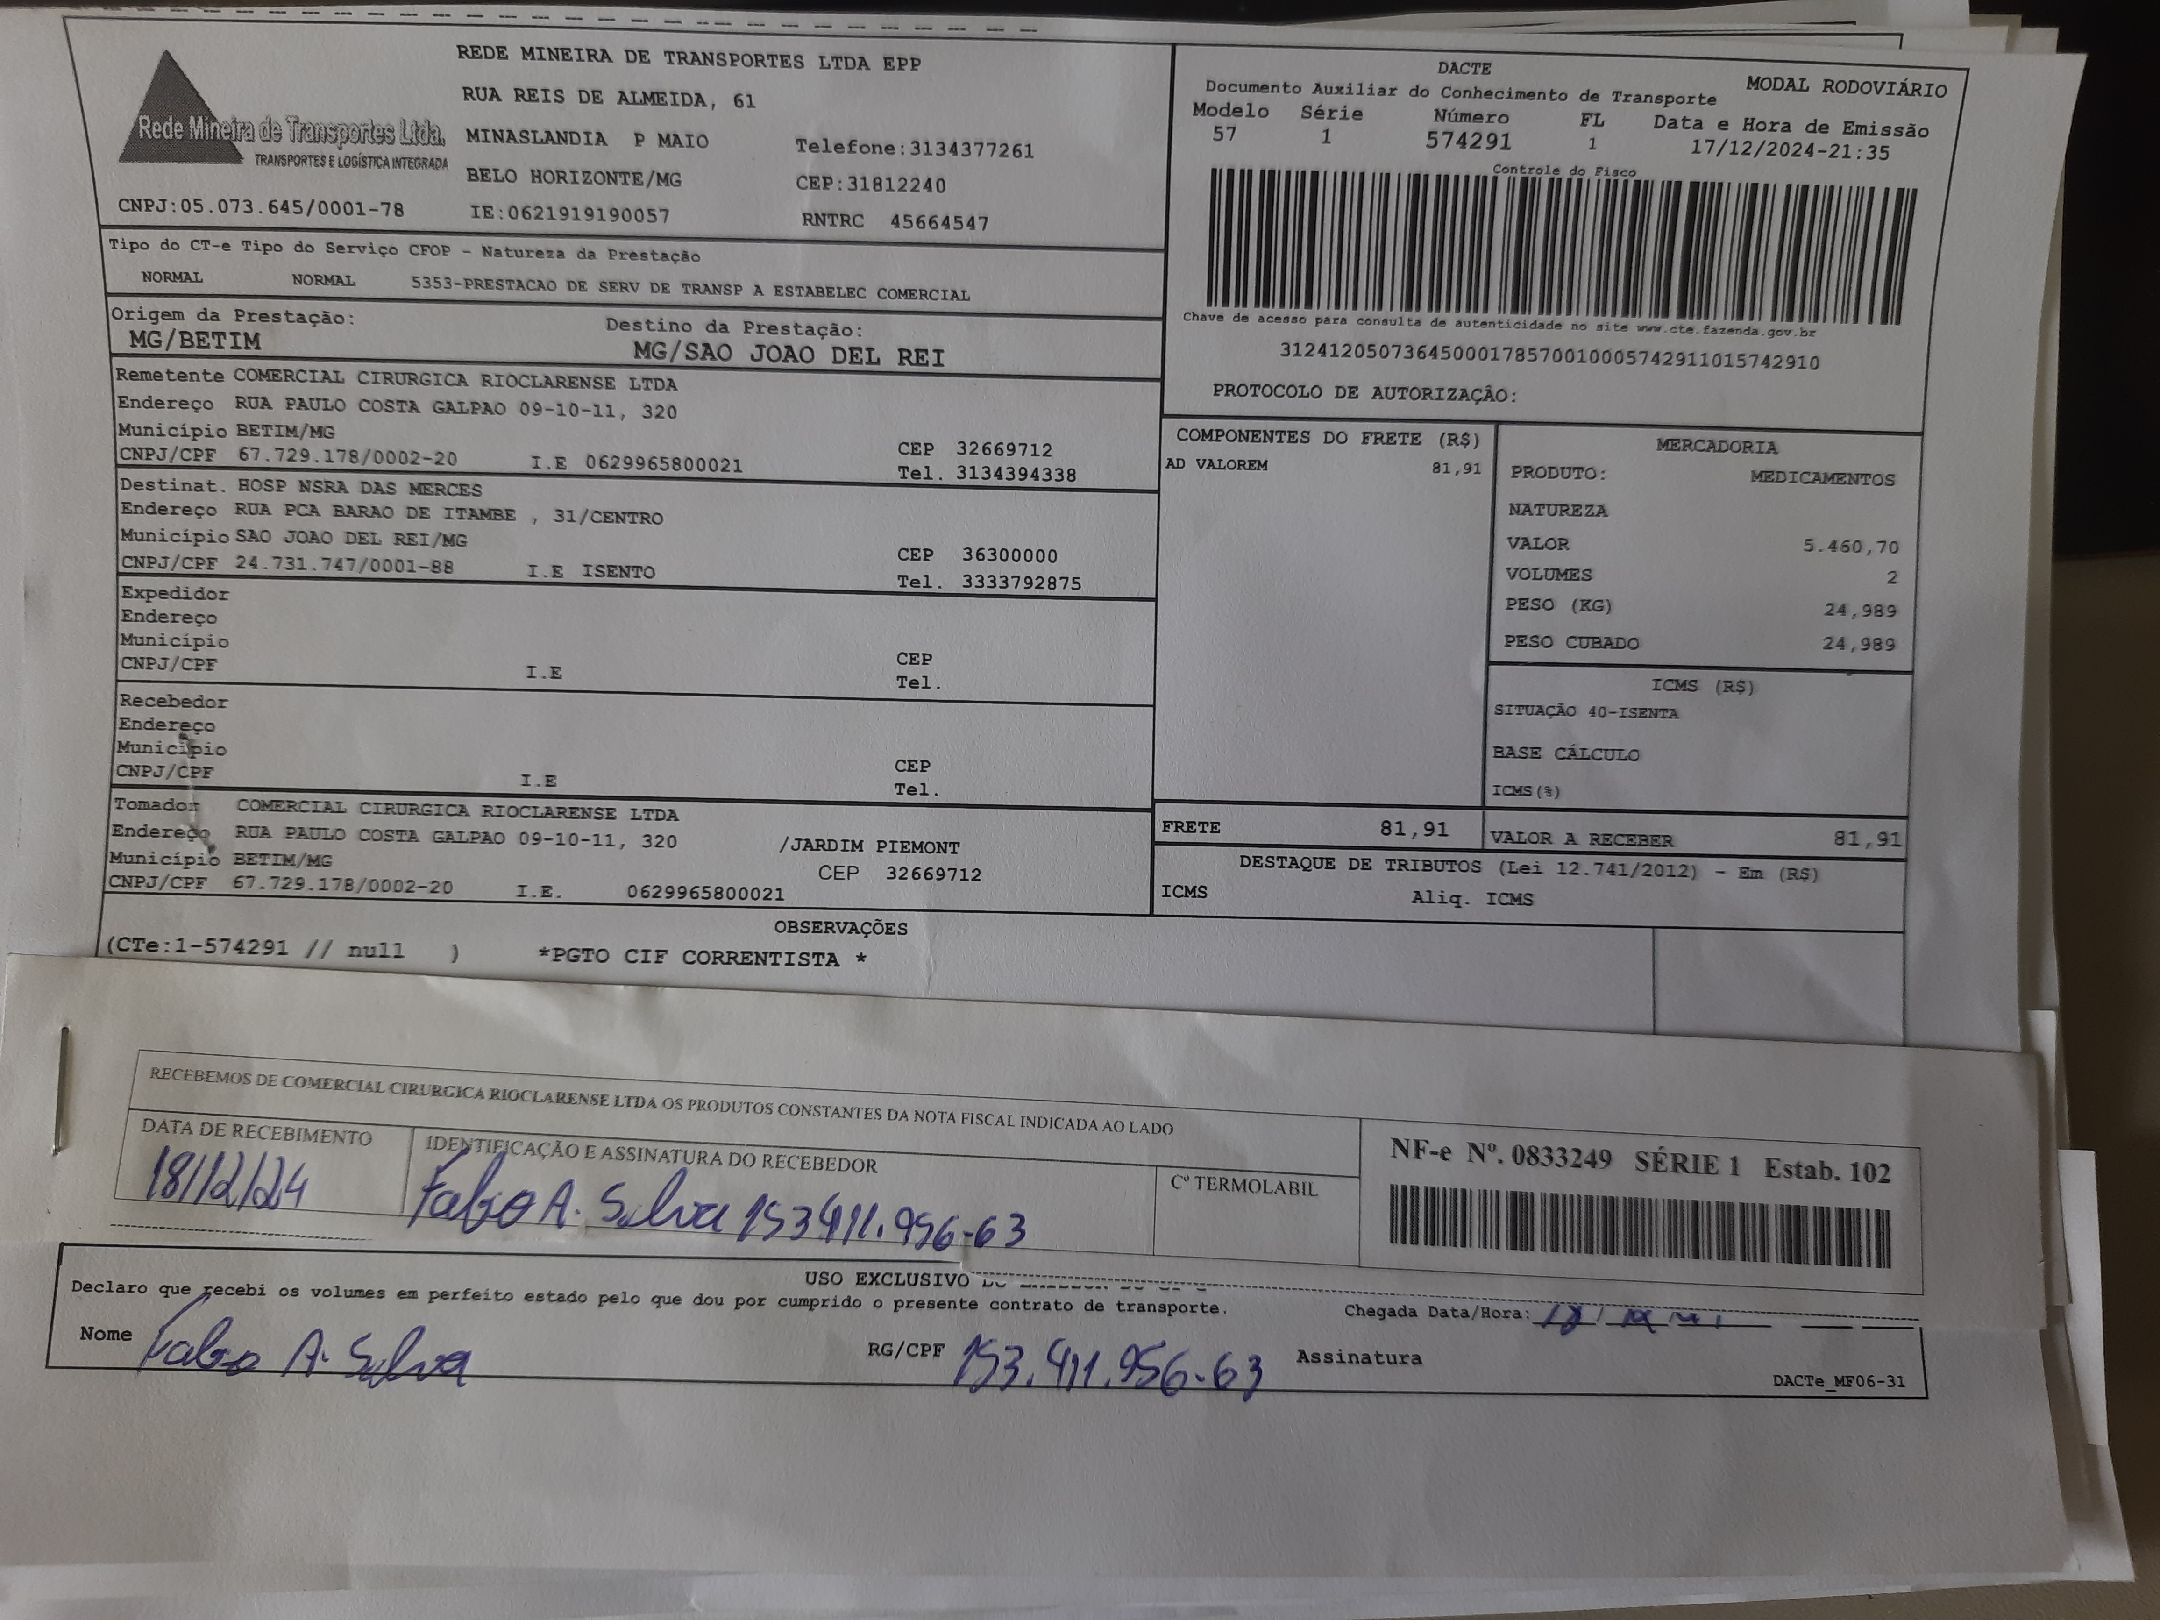 REDE MINEIRA DE TRANSPORTES LTDA EPP
RUA REIS DE ALMEIDA, 61
Rede Mineira de Transportes Ltda.
TRANSPORTES E LOGÍSTICA INTEGRADA
MINASLANDIA P MAIO Telefone:3134377261
BELO HORIZONTE/MG CEP:31812240
CNPJ:05.073.645/0001-78 IE:0621919190057 RNTRC 45664547
DACTE MODAL RODOVIÁRIO
Documento Auxiliar do Conhecimento de Transporte
Modelo Série Número FL Data e Hora de Emissão
57 1 574291 1 17/12/2024-21:35
Controle do Fisco
Chave de acesso para consulta de autenticidade no site www.cte.fazenda.gov.br
31241205073645000178570010005742911015742910
PROTOCOLO DE AUTORIZAÇÃO:
Tipo do CT-e Tipo do Serviço CFOP - Natureza da Prestação
NORMAL NORMAL 5353-PRESTACAO DE SERV DE TRANSP A ESTABELEC COMERCIAL
Origem da Prestação: Destino da Prestação:
MG/BETIM MG/SAO JOAO DEL REI
Remetente COMERCIAL CIRURGICA RIOCLARENSE LTDA
Endereço RUA PAULO COSTA GALPAO 09-10-11, 320
Município BETIM/MG CEP 32669712
CNPJ/CPF 67.729.178/0002-20 I.E 0629965800021 Tel. 3134394338
Destinat. HOSP NSRA DAS MERCES
Endereço RUA PCA BARAO DE ITAMBE , 31/CENTRO
Município SAO JOAO DEL REI/MG CEP 36300000
CNPJ/CPF 24.731.747/0001-88 I.E ISENTO Tel. 3333792875
Expedidor
Endereço
Município CEP
CNPJ/CPF I.E Tel.
Recebedor
Endereço
Município CEP
CNPJ/CPF I.E Tel.
Tomador COMERCIAL CIRURGICA RIOCLARENSE LTDA
Endereço RUA PAULO COSTA GALPAO 09-10-11, 320 /JARDIM PIEMONT
Município BETIM/MG CEP 32669712
CNPJ/CPF 67.729.178/0002-20 I.E. 0629965800021
COMPONENTES DO FRETE (R$)
AD VALOREM 81,91
MERCADORIA
PRODUTO: MEDICAMENTOS
NATUREZA
VALOR 5.460,70
VOLUMES 2
PESO (KG) 24,989
PESO CUBADO 24,989
ICMS (R$)
SITUAÇÃO 40-ISENTA
BASE CÁLCULO
ICMS(%)
FRETE 81,91 VALOR A RECEBER 81,91
DESTAQUE DE TRIBUTOS (Lei 12.741/2012) - Em (R$)
ICMS Aliq. ICMS
OBSERVAÇÕES
(CTe:1-574291 // null ) *PGTO CIF CORRENTISTA *
RECEBEMOS DE COMERCIAL CIRURGICA RIOCLARENSE LTDA OS PRODUTOS CONSTANTES DA NOTA FISCAL INDICADA AO LADO
DATA DE RECEBIMENTO IDENTIFICAÇÃO E ASSINATURA DO RECEBEDOR Cº TERMOLABIL
18/12/24 Fabio A. Silva 153.411.956-63
NF-e Nº. 0833249 SÉRIE 1 Estab. 102
USO EXCLUSIVO
Declaro que recebi os volumes em perfeito estado pelo que dou por cumprido o presente contrato de transporte. Chegada Data/Hora: 18/
Nome Fabio A. Silva RG/CPF 153.411.956-63 Assinatura
DACTe_MF06-31